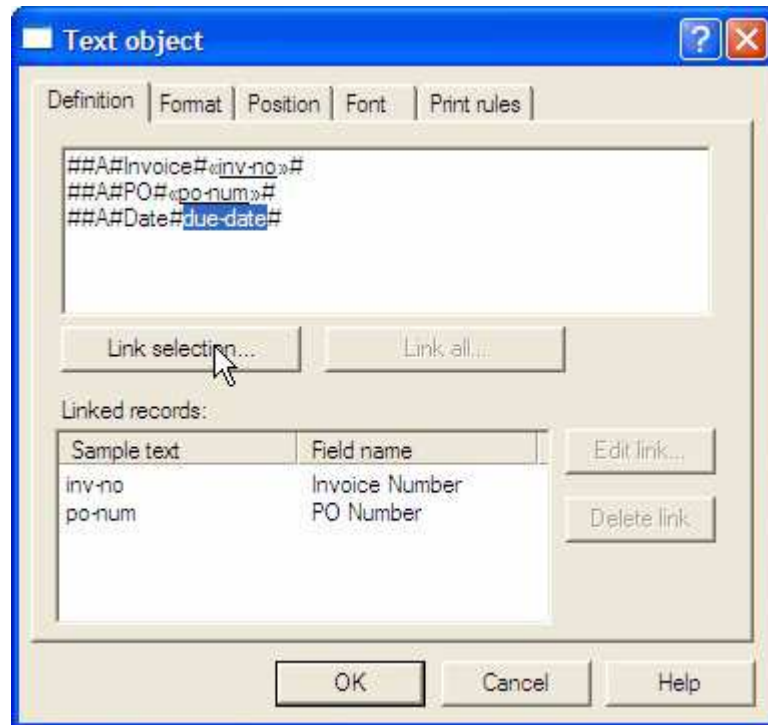 Text object
Definition Format Position Font Print rules
##A#Invoice#«inv-no»#
##A#PO#«po-num»#
##A#Date#due-date#
Link selection... Link all...
Linked records:
Sample text Field name Edit link...
inv-no Invoice Number
po-num PO Number Delete link
OK Cancel Help